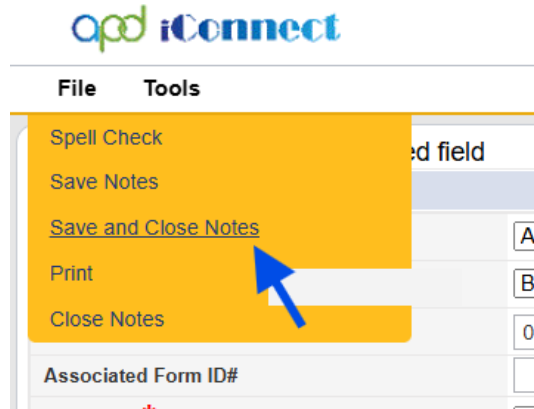 apd iConnect
File Tools
Spell Check
ed field
Save Notes
Save and Close Notes
A
Print
B
Close Notes
0
Associated Form ID#
*